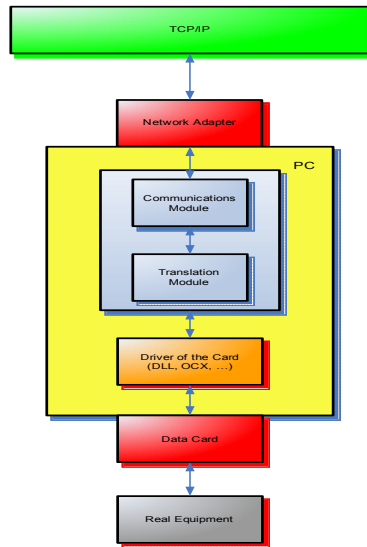 TCP/IP
Network Adapter
PC
Communications
Module
Translation
Module
Driver of the Card
(DLL, OCX, ...)
Data Card
Real Equipment